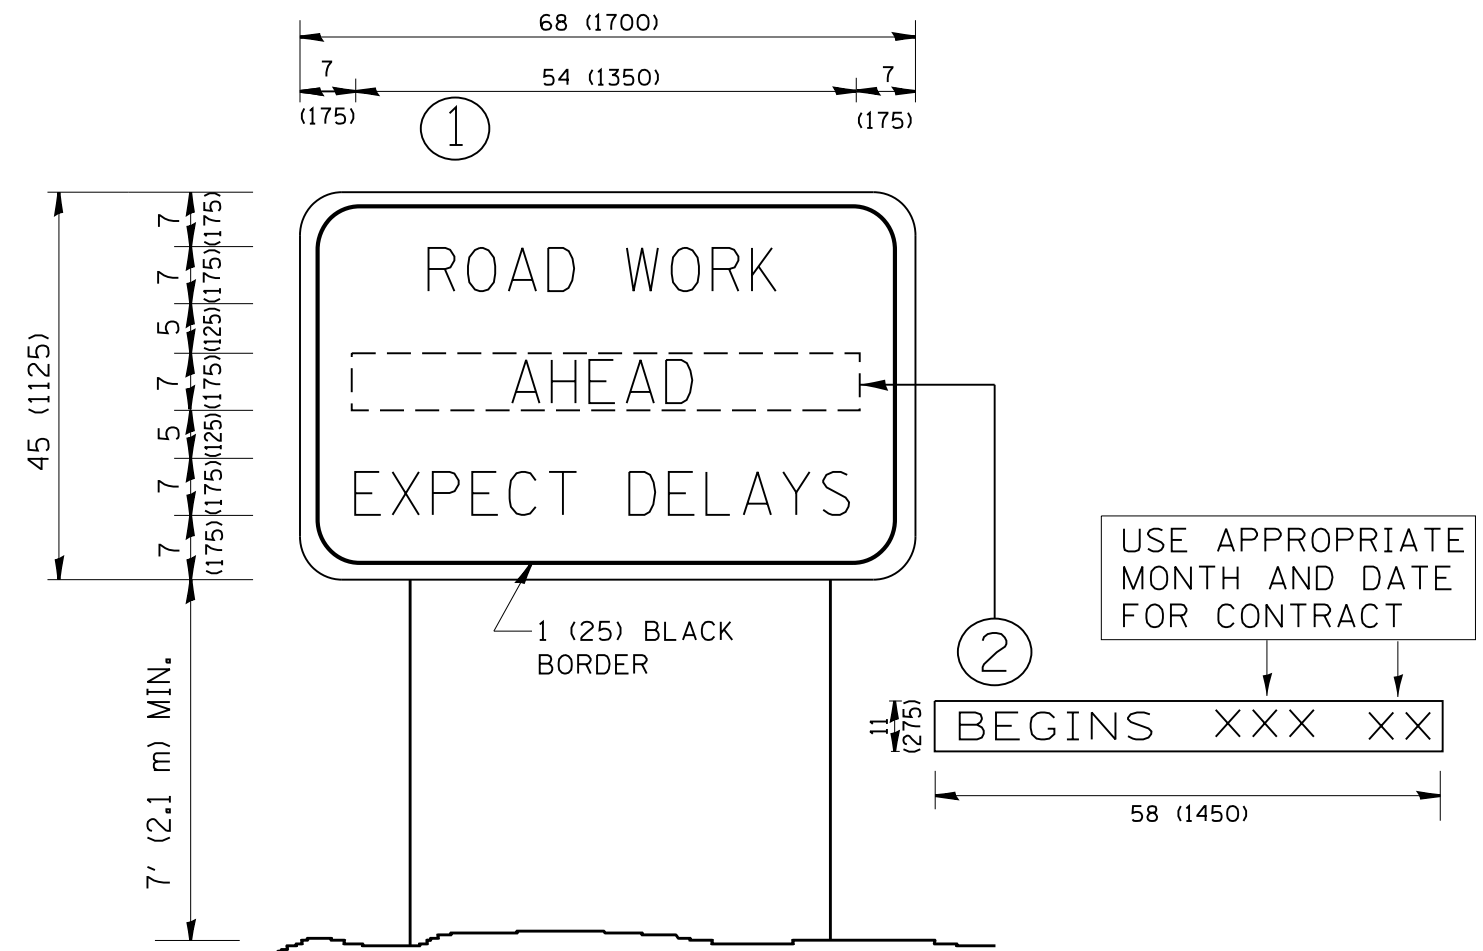 68 (1700)
7
54 (1350)
7
(175)
(175)
1
7
(175)
7
(175)
5
(125)
7
(175)
5
(125)
7
(175)
7
(175)
45 (1125)
ROAD WORK
AHEAD
EXPECT DELAYS
1 (25) BLACK
BORDER
7' (2.1 m) MIN.
2
USE APPROPRIATE
MONTH AND DATE
FOR CONTRACT
11
(275)
BEGINS XXX XX
58 (1450)